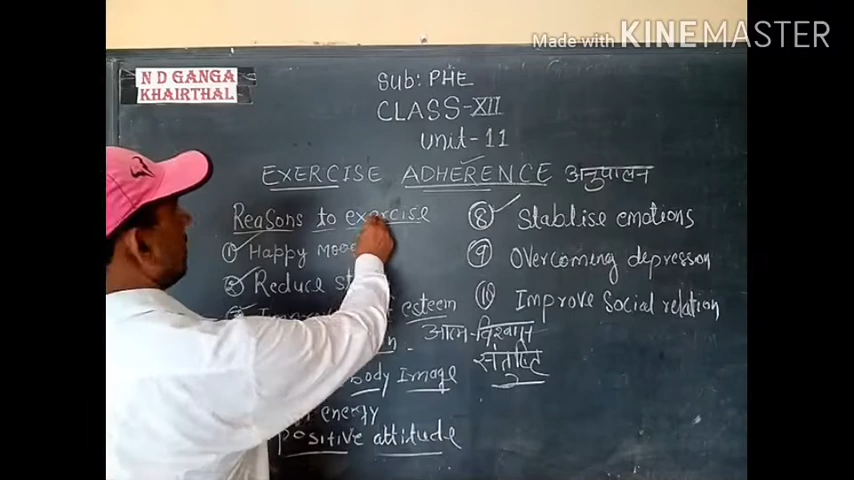 Made with KINEMASTER
N D GANGA
KHAIRTHAL
Sub: PHE
CLASS-XII
Unit-11
EXERCISE ADHERENCE अनुपालन
Reasons to exercise
① Happy
② Reduce
esteem
आत्म-विश्वास
body Image
energy
positive attitude
⑧ Stablise emotions
⑨ Overcoming depresson
⑩ Improve Social relation